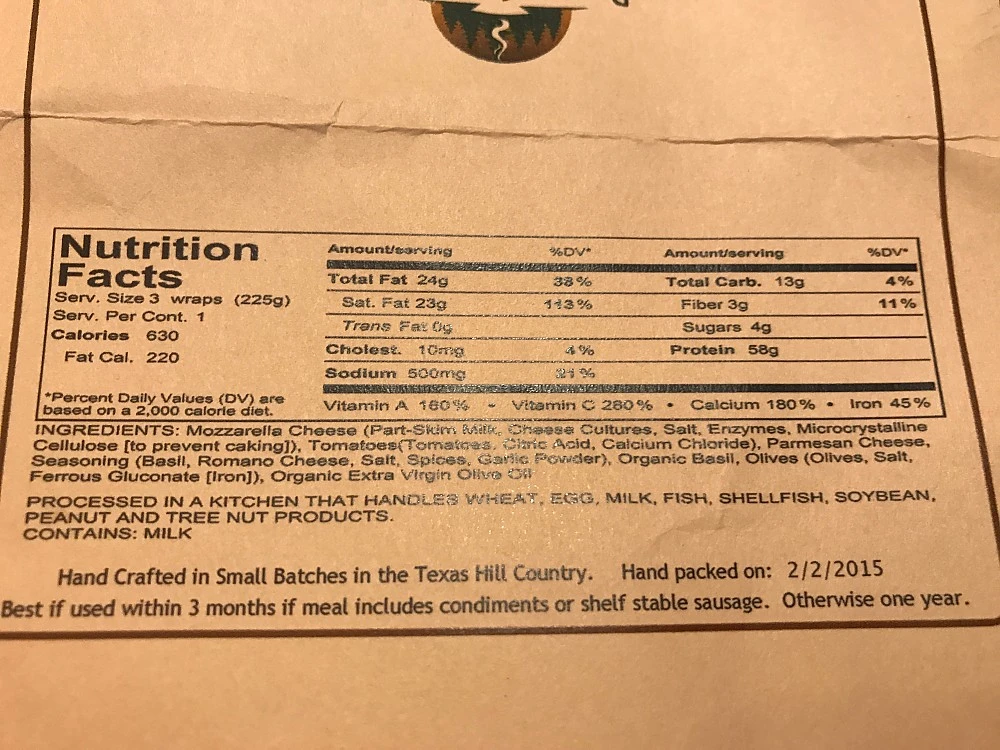 Nutrition
Facts
Serv. Size 3 wraps (225g)
Serv. Per Cont. 1
Calories 630
Fat Cal. 220
*Percent Daily Values (DV) are
based on a 2,000 calorie diet.
Amount/serving %DV* Amount/serving %DV*
Total Fat 24g 38% Total Carb. 13g 4%
Sat. Fat 23g 113% Fiber 3g 11%
Trans Fat 0g Sugars 4g
Cholest. 10mg 4% Protein 58g
Sodium 500mg 21%
Vitamin A 160% • Vitamin C 280% • Calcium 180% • Iron 45%
INGREDIENTS: Mozzarella Cheese (Part-Skim Milk, Cheese Cultures, Salt, Enzymes, Microcrystalline
Cellulose [to prevent caking]), Tomatoes(Tomatoes, Citric Acid, Calcium Chloride), Parmesan Cheese,
Seasoning (Basil, Romano Cheese, Salt, Spices, Garlic Powder), Organic Basil, Olives (Olives, Salt,
Ferrous Gluconate [Iron]), Organic Extra Virgin Olive Oil
PROCESSED IN A KITCHEN THAT HANDLES WHEAT, EGG, MILK, FISH, SHELLFISH, SOYBEAN,
PEANUT AND TREE NUT PRODUCTS.
CONTAINS: MILK
Hand Crafted in Small Batches in the Texas Hill Country. Hand packed on: 2/2/2015
Best if used within 3 months if meal includes condiments or shelf stable sausage. Otherwise one year.